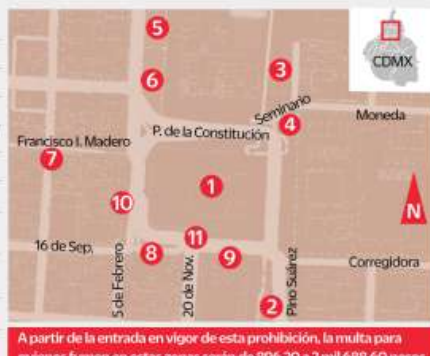 5
6
3
CDMX
Seminario
4
Moneda
P. de la Constitución
Francisco I. Madero
7
1
N
10
11
16 de Sep.
8
9
Corregidora
5 de Febrero
20 de Nov.
Pino Suárez
2
A partir de la entrada en vigor de esta prohibición, la multa para